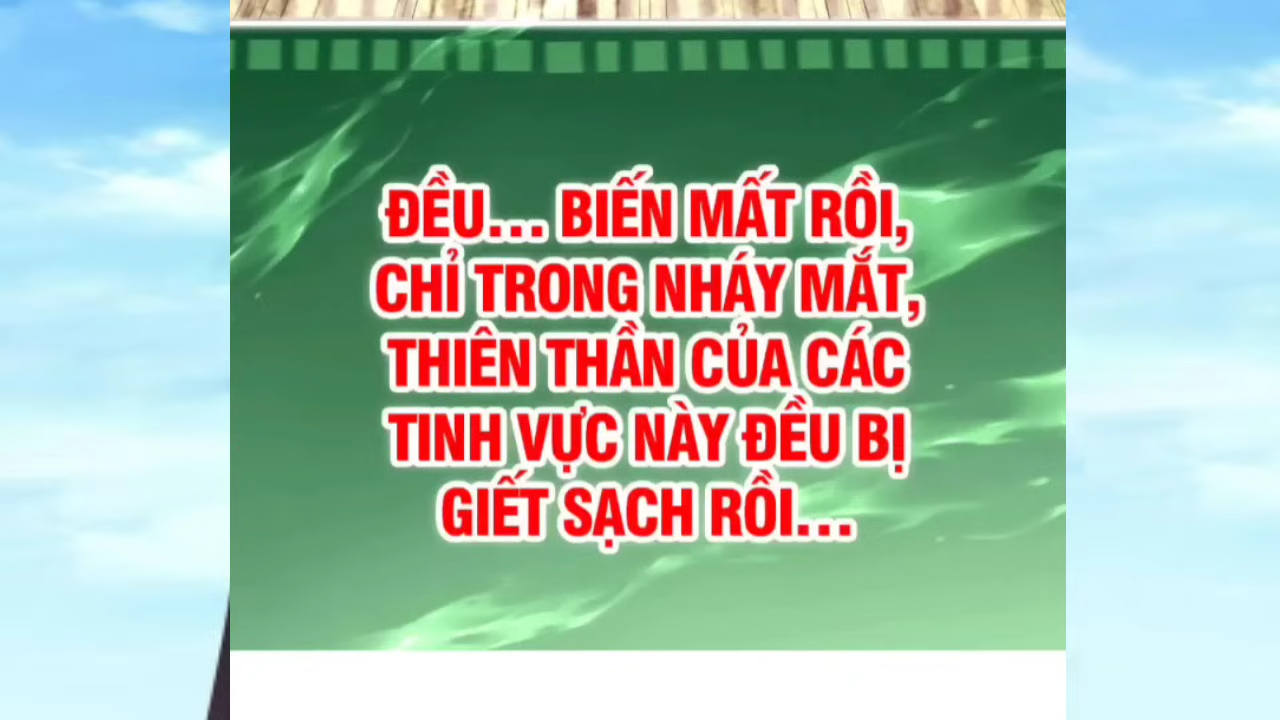 ĐỀU... BIẾN MẤT RỒI,
CHỈ TRONG NHÁY MẮT,
THIÊN THẦN CỦA CÁC
TINH VỰC NÀY ĐỀU BỊ
GIẾT SẠCH RỒI...